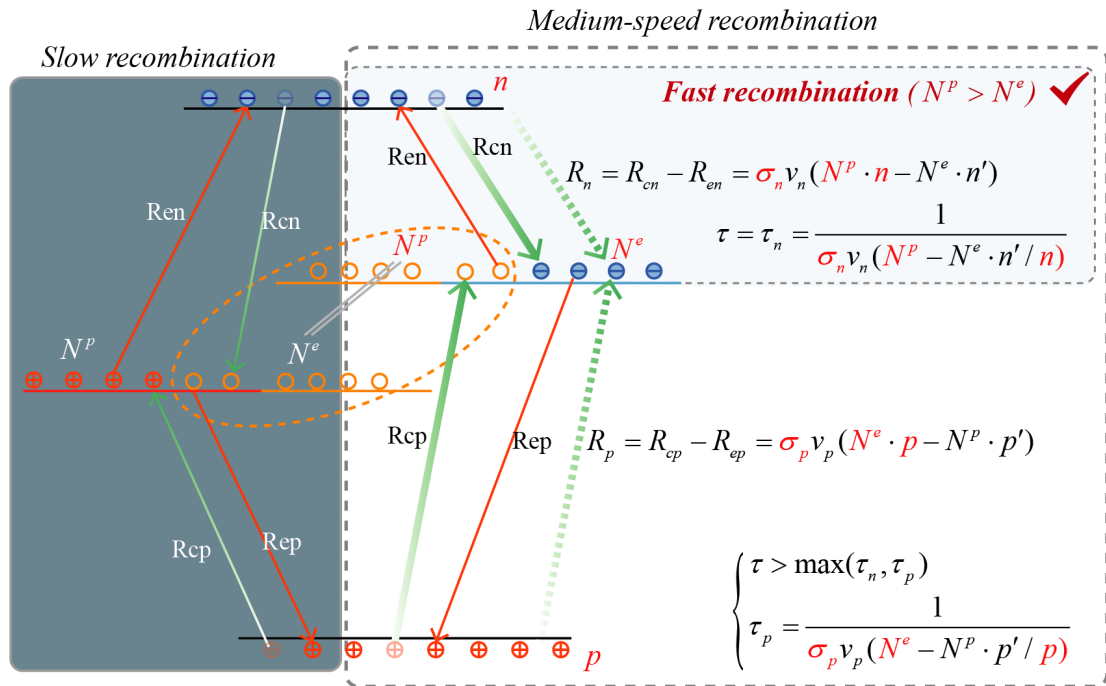 Medium-speed recombination
Slow recombination
n
Fast recombination ( N^p > N^e ) ✓
Ren
Rcn
R_n = R_cn − R_en = σ_n v_n (N^p · n − N^e · n′)
Ren
Rcn
τ = τ_n = 1 / σ_n v_n (N^p − N^e · n′ / n)
N^p
N^e
N^p
N^e
Rcp
Rep
R_p = R_cp − R_ep = σ_p v_p (N^e · p − N^p · p′)
Rcp
Rep
{ τ > max(τ_n, τ_p)
τ_p = 1 / σ_p v_p (N^e − N^p · p′ / p)
p